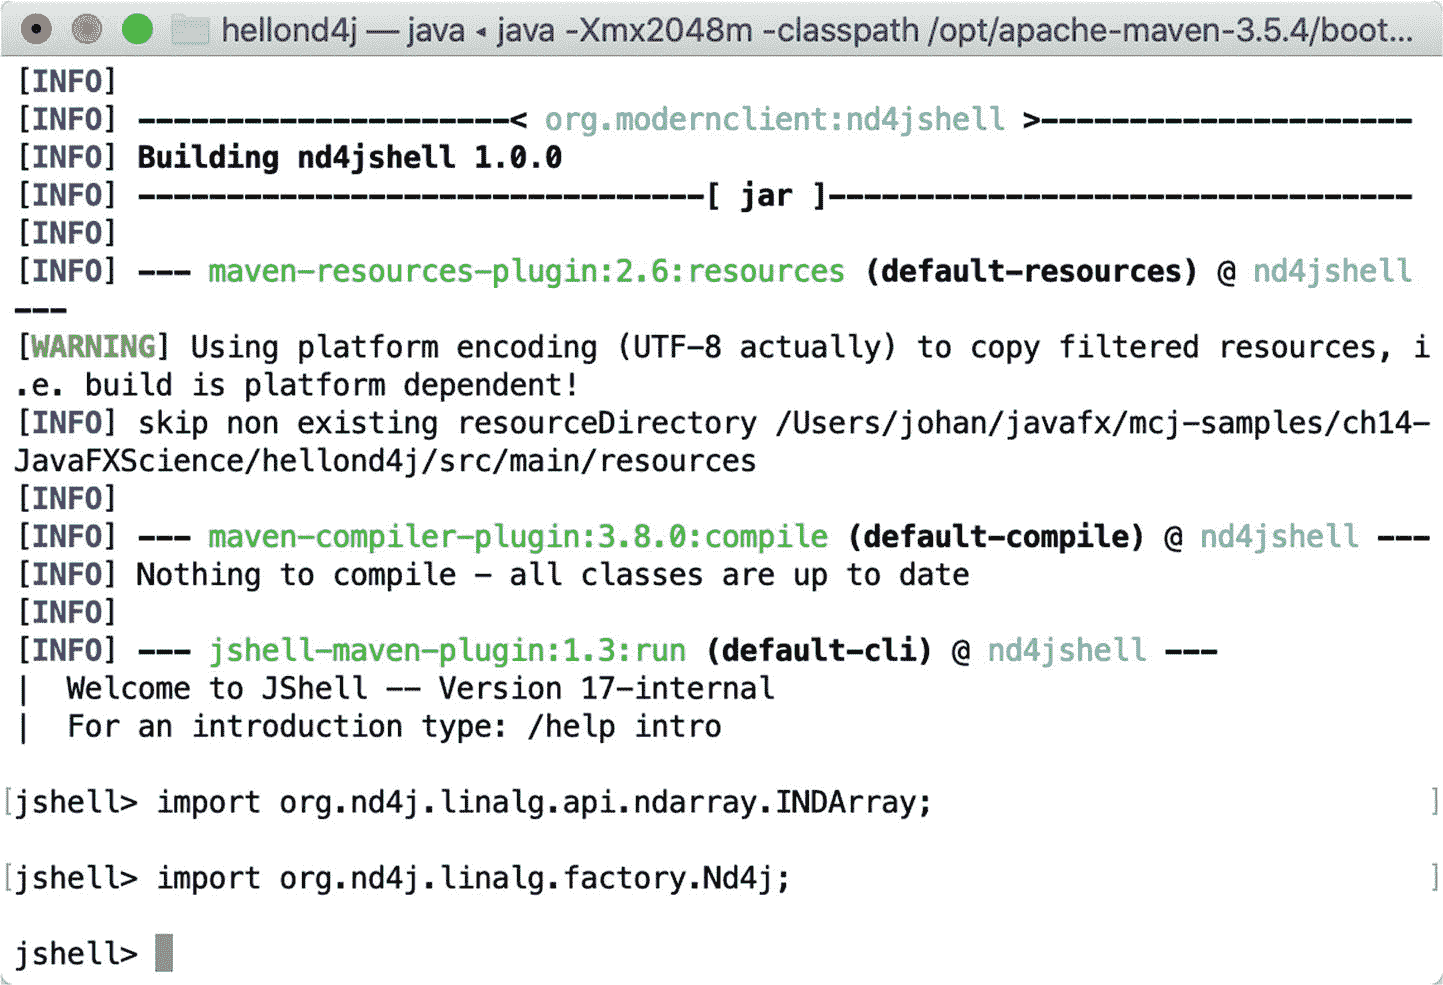 hellond4j — java ◂ java -Xmx2048m -classpath /opt/apache-maven-3.5.4/boot...
[INFO]
[INFO] ---------------------< org.modernclient:nd4jshell >---------------------
[INFO] Building nd4jshell 1.0.0
[INFO] --------------------------------[ jar ]---------------------------------
[INFO]
[INFO] --- maven-resources-plugin:2.6:resources (default-resources) @ nd4jshell
---
[WARNING] Using platform encoding (UTF-8 actually) to copy filtered resources, i
.e. build is platform dependent!
[INFO] skip non existing resourceDirectory /Users/johan/javafx/mcj-samples/ch14-
JavaFXScience/hellond4j/src/main/resources
[INFO]
[INFO] --- maven-compiler-plugin:3.8.0:compile (default-compile) @ nd4jshell ---
[INFO] Nothing to compile - all classes are up to date
[INFO]
[INFO] --- jshell-maven-plugin:1.3:run (default-cli) @ nd4jshell ---
|  Welcome to JShell -- Version 17-internal
|  For an introduction type: /help intro
[jshell> import org.nd4j.linalg.api.ndarray.INDArray; ]
[jshell> import org.nd4j.linalg.factory.Nd4j; ]
jshell>